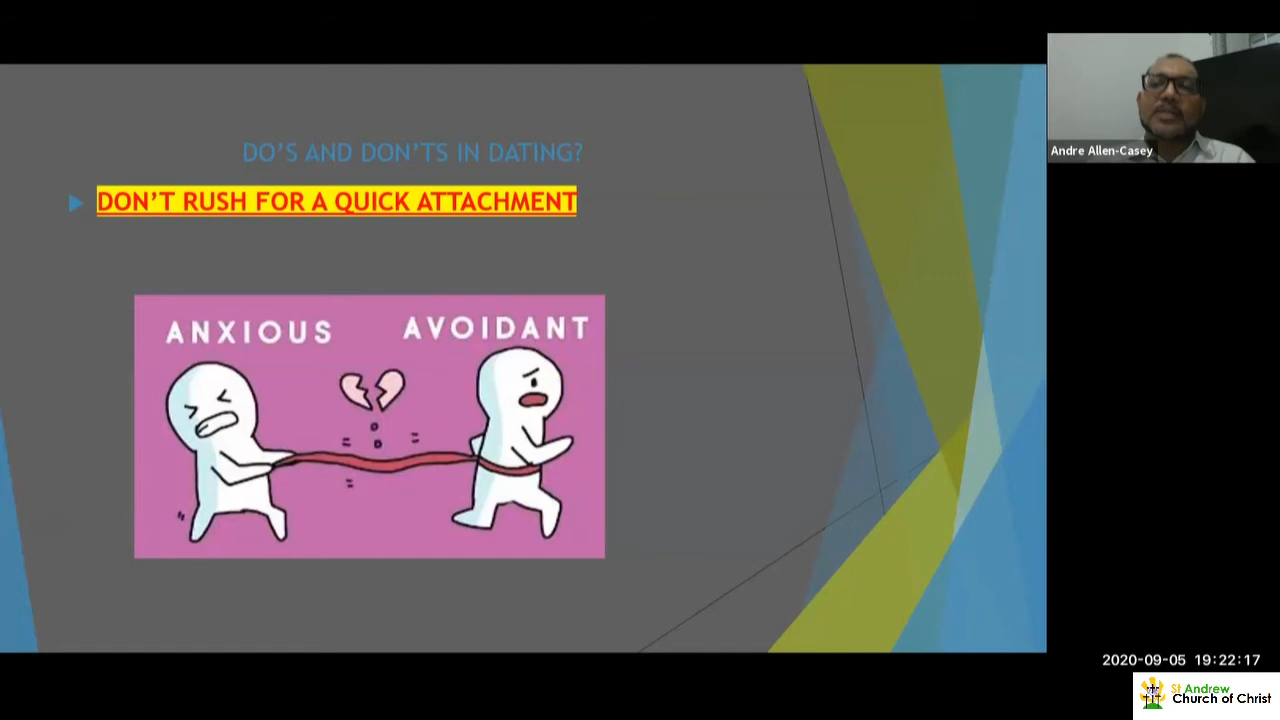 DO'S AND DON'TS IN DATING?
DON'T RUSH FOR A QUICK ATTACHMENT
ANXIOUS
AVOIDANT
Andre Allen-Casey
2020-09-05 19:22:17
St Andrew
Church of Christ